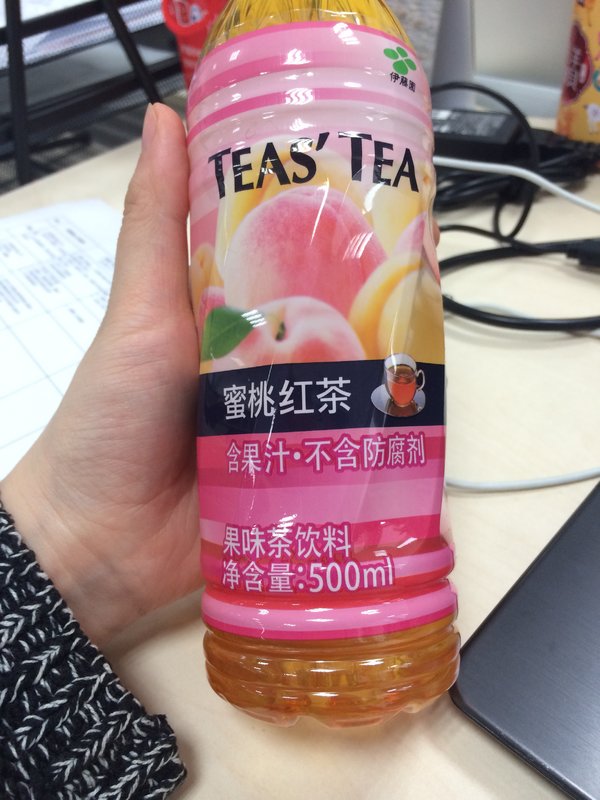 伊藤園
TEAS' TEA
蜜桃红茶
含果汁·不含防腐剂
果味茶饮料
净含量:500ml